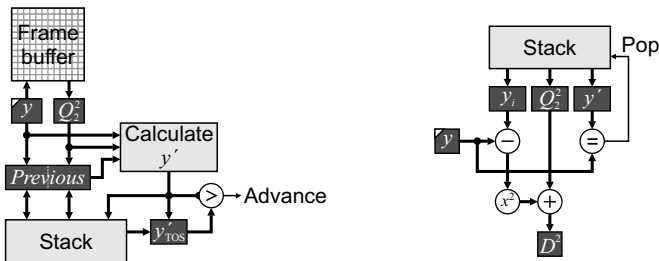 Frame
buffer
y
Q₂²
Calculate
y′
Previous
>
Advance
Stack
y′TOS
Stack
Pop
yᵢ
Q₂²
y′
y
−
=
x²
+
D²